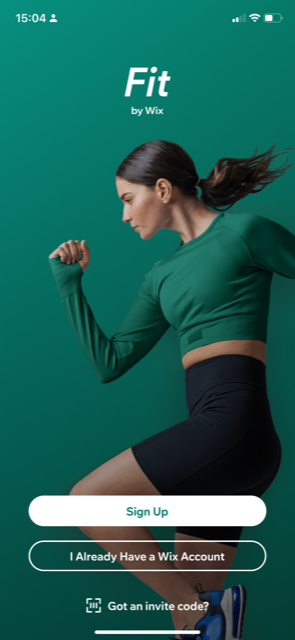 15:04
Fit
by Wix
Sign Up
I Already Have a Wix Account
Got an invite code?